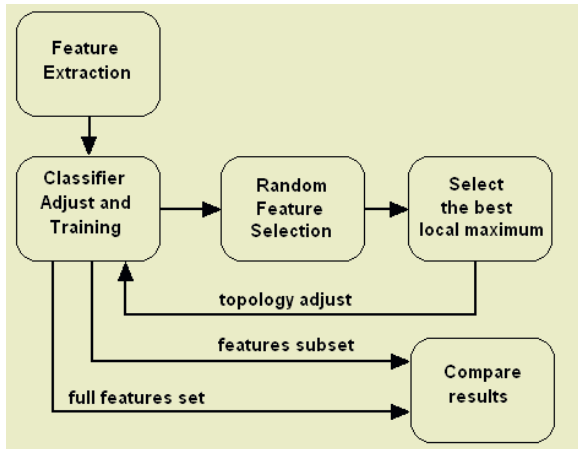 Feature
Extraction
Classifier
Adjust and
Training
Random
Feature
Selection
Select
the best
local maximum
topology adjust
features subset
full features set
Compare
results